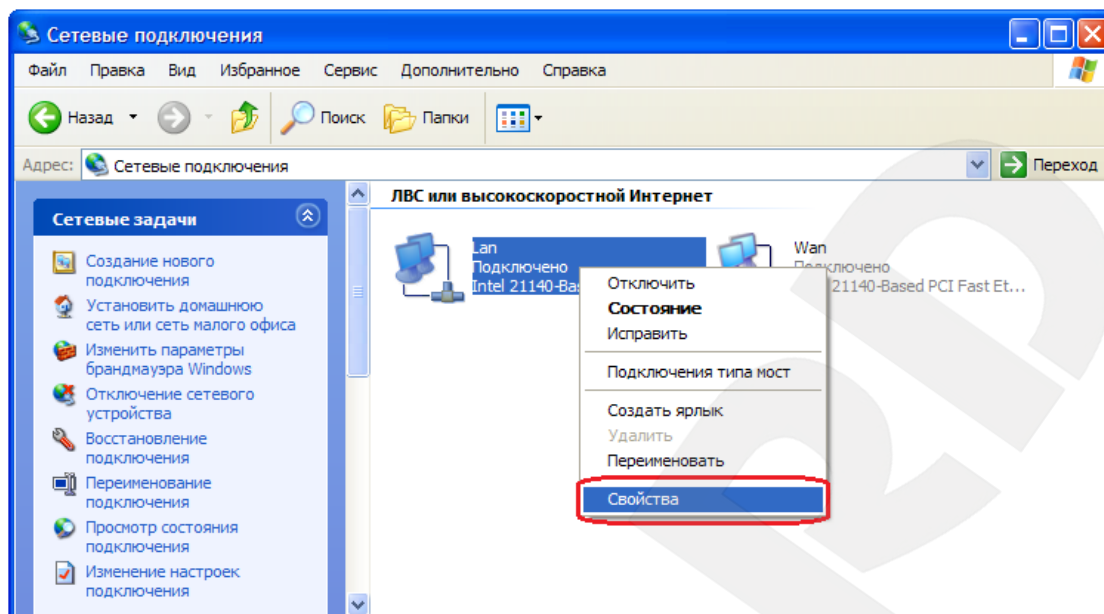 Сетевые подключения
Файл Правка Вид Избранное Сервис Дополнительно Справка
Назад Поиск Папки
Адрес: Сетевые подключения Переход
Сетевые задачи
Создание нового
подключения
Установить домашнюю
сеть или сеть малого офиса
Изменить параметры
брандмауэра Windows
Отключение сетевого
устройства
Восстановление
подключения
Переименование
подключения
Просмотр состояния
подключения
Изменение настроек
подключения
ЛВС или высокоскоростной Интернет
Lan
Подключено
Intel 21140-Ba
Wan
Подключено
21140-Based PCI Fast Et...
Отключить
Состояние
Исправить
Подключения типа мост
Создать ярлык
Удалить
Переименовать
Свойства